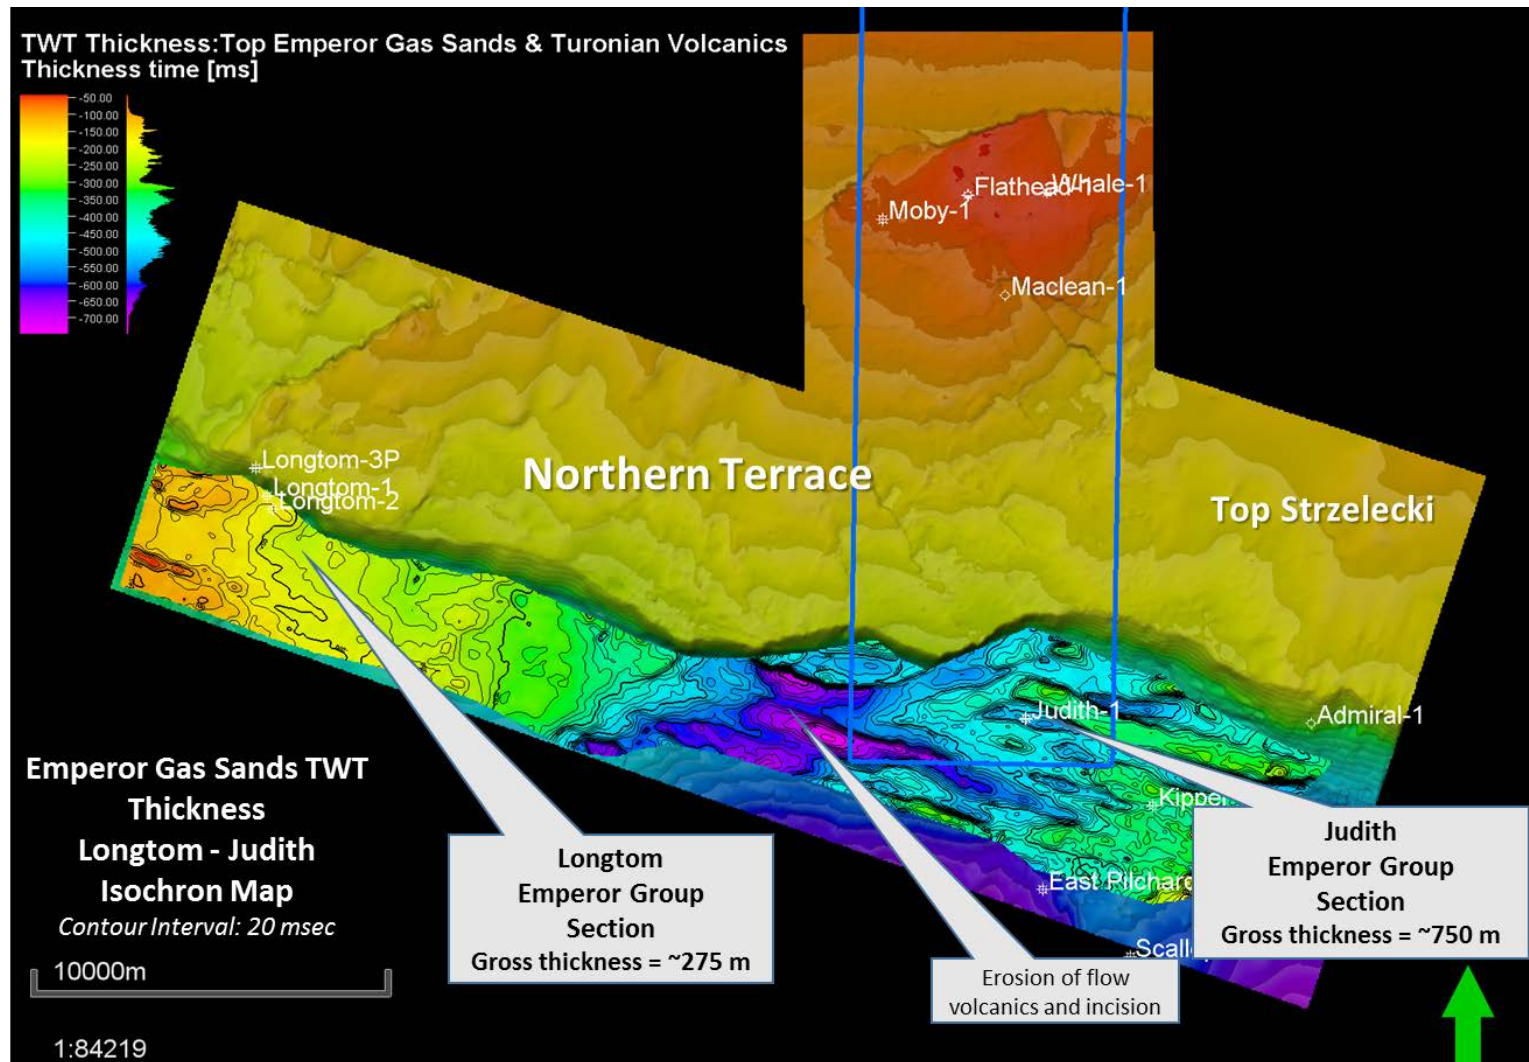 TWT Thickness:Top Emperor Gas Sands & Turonian Volcanics
Thickness time [ms]
-50.00
-100.00
-150.00
-200.00
-250.00
-300.00
-350.00
-400.00
-450.00
-500.00
-550.00
-600.00
-650.00
-700.00
Flathead-1
Whale-1
Moby-1
Maclean-1
Longtom-3P
Longtom-1
Longtom-2
Northern Terrace
Top Strzelecki
Judith-1
Admiral-1
Kipper
East Pilchard
Emperor Gas Sands TWT
Thickness
Longtom - Judith
Isochron Map
Contour Interval: 20 msec
10000m
1:84219
Longtom
Emperor Group
Section
Gross thickness = ~275 m
Erosion of flow
volcanics and incision
Judith
Emperor Group
Section
Gross thickness = ~750 m